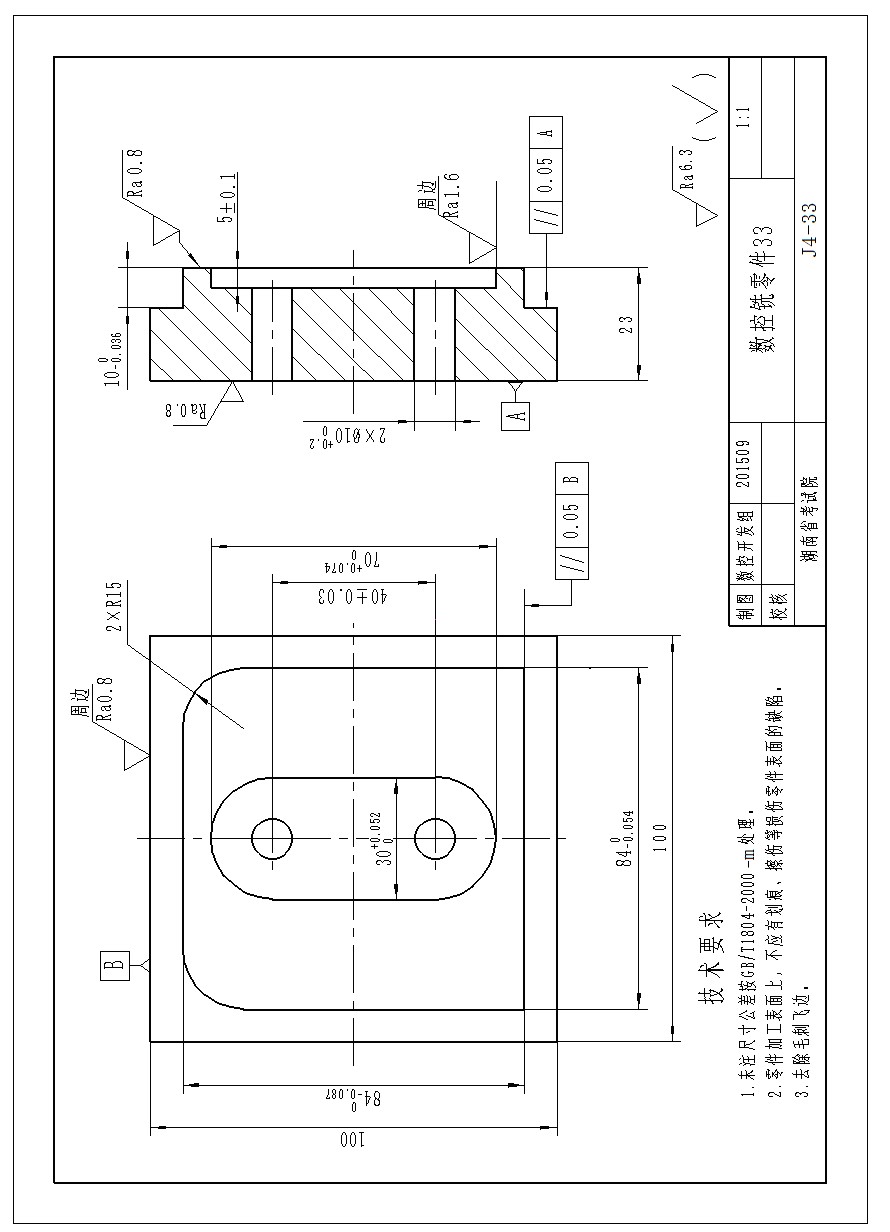 100
84 0 -0.087
B
周边
Ra0.8
2×R15
40±0.03
70 +0.074 0
30 +0.052 0
84 0 -0.054
100
// 0.05 B
10 0 -0.036
Ra0.8
5±0.1
周边
Ra1.6
Ra0.8
2×Ø10 +0.2 0
A
23
// 0.05 A
Ra6.3 (√)
技术要求
1.未注尺寸公差按GB/T1804-2000-m处理。
2.零件加工表面上，不应有划痕、擦伤等损伤零件表面的缺陷。
3.去除毛刺飞边。
制图 数控开发组 201509
校核
数控铣零件33
1:1
湖南省考试院
J4-33